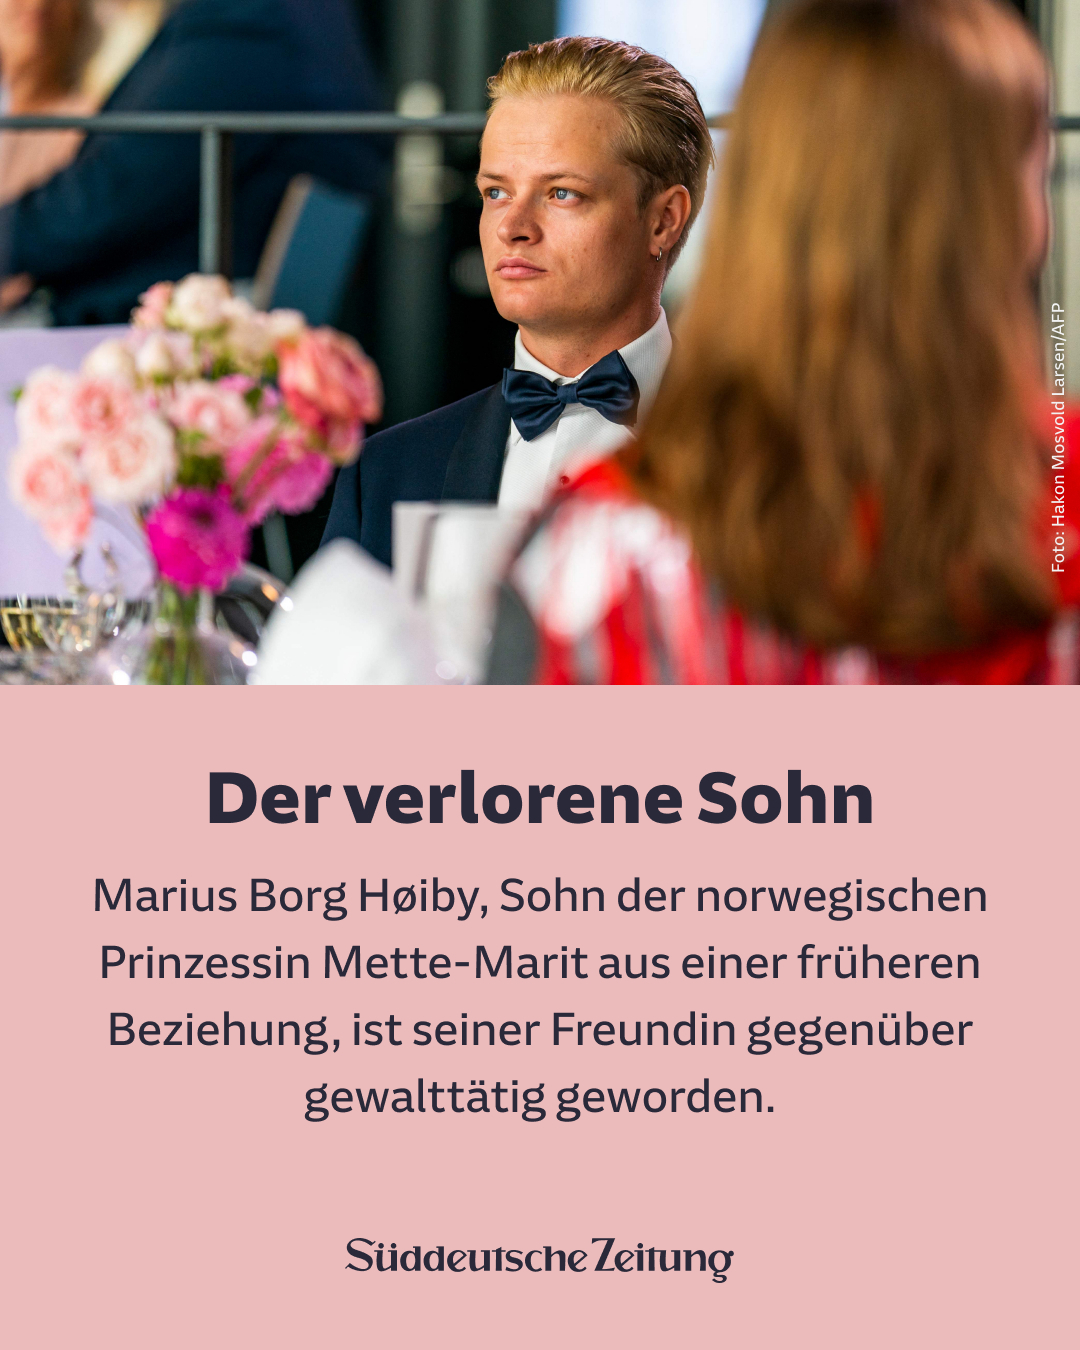 Foto: Hakon Mosvold Larsen/AFP
Der verlorene Sohn
Marius Borg Høiby, Sohn der norwegischen
Prinzessin Mette-Marit aus einer früheren
Beziehung, ist seiner Freundin gegenüber
gewalttätig geworden.
Süddeutsche Zeitung